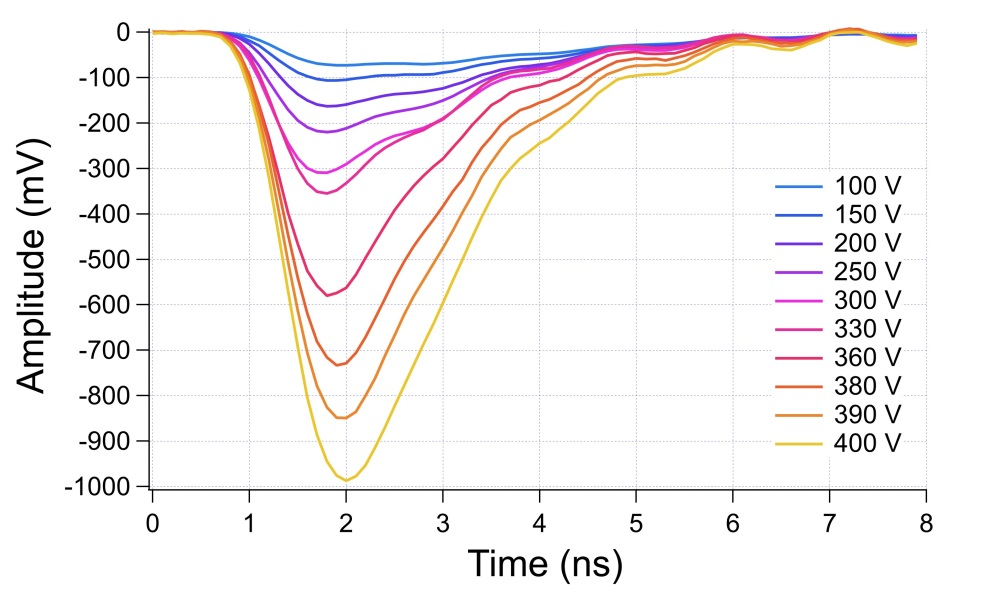 0
-100
-200
-300
-400
-500
-600
-700
-800
-900
-1000
Amplitude (mV)
100 V
150 V
200 V
250 V
300 V
330 V
360 V
380 V
390 V
400 V
0 1 2 3 4 5 6 7 8
Time (ns)